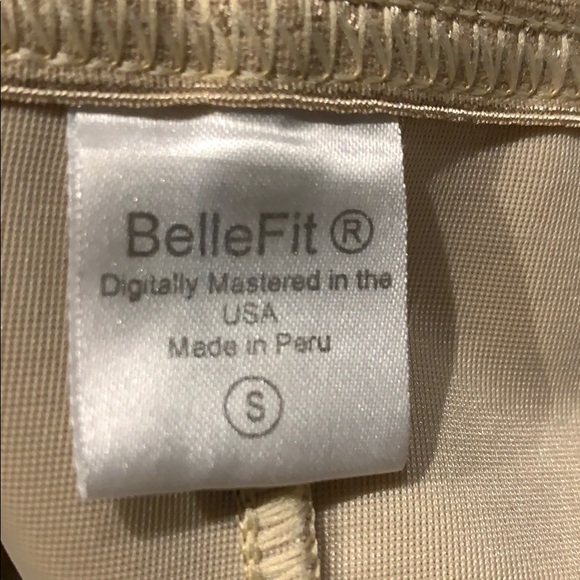 BelleFit ®
Digitally Mastered in the
USA
Made in Peru
S